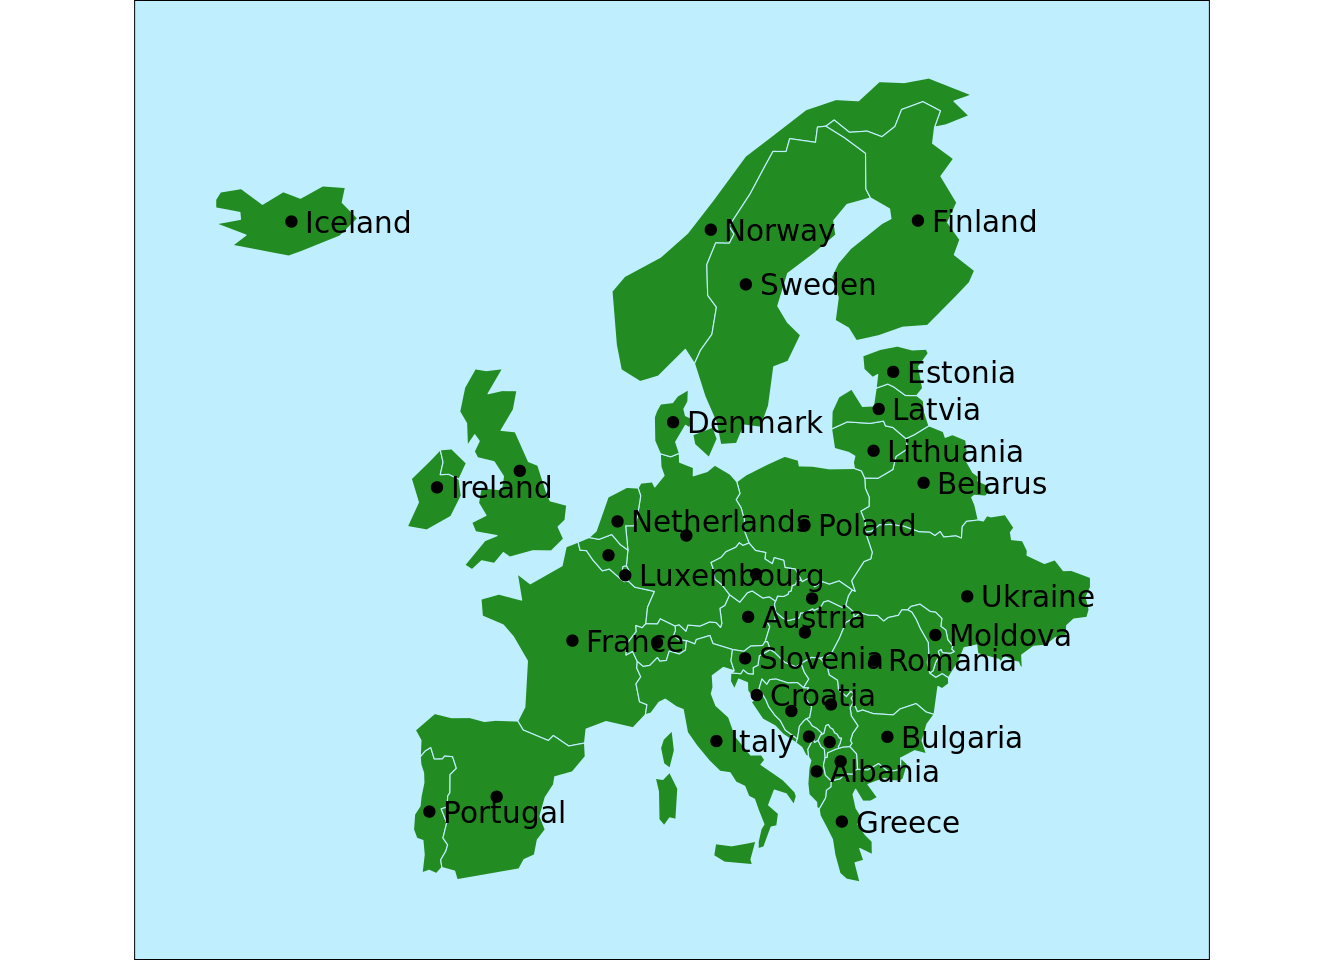 Iceland
Finland
Norway
Sweden
Estonia
Latvia
Denmark
Lithuania
Belarus
Ireland
Netherlands
Poland
Luxembourg
Ukraine
Austria
Moldova
France
Slovenia
Romania
Croatia
Bulgaria
Italy
Albania
Portugal
Greece